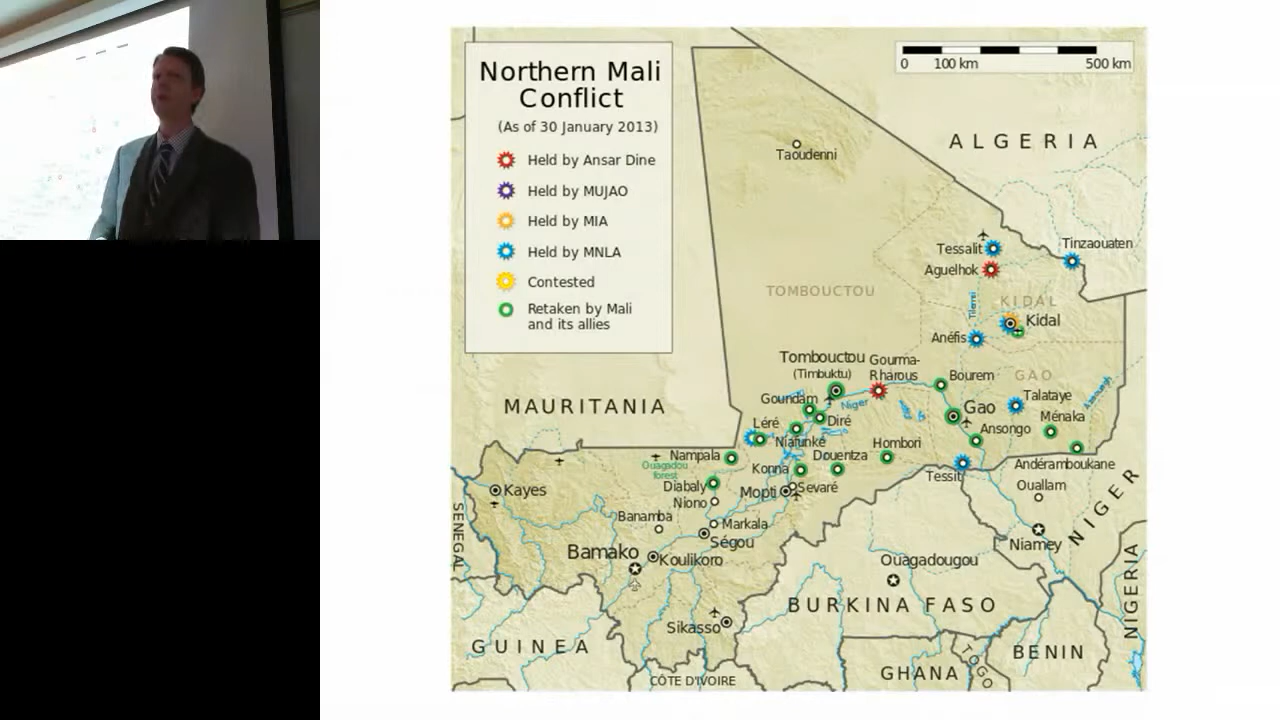 Northern Mali
Conflict
(As of 30 January 2013)
Held by Ansar Dine
Held by MUJAO
Held by MIA
Held by MNLA
Contested
Retaken by Mali
and its allies
0 100 km 500 km
ALGERIA
Taoudenni
Tessalit
Tinzaouaten
Aguelhok
TOMBOUCTOU
Tilemsi
KIDAL
Kidal
Anéfis
Tombouctou
(Timbuktu)
Gourma-
Rharous
Bourem
GAO
Talataye
Azaouagh
Goundam
Niger
Gao
Ménaka
MAURITANIA
Léré
Diré
Ansongo
Niafunké
Hombori
Nampala
Douentza
Ouagadou
forest
Konna
Andéramboukane
Tessit
Diabaly
Mopti
Sevaré
Ouallam
Kayes
Niono
NIGER
SENEGAL
Banamba
Markala
Ségou
Niamey
Bamako
Koulikoro
Ouagadougou
NIGERIA
BURKINA FASO
Sikasso
GUINEA
BENIN
TOGO
GHANA
CÔTE D'IVOIRE